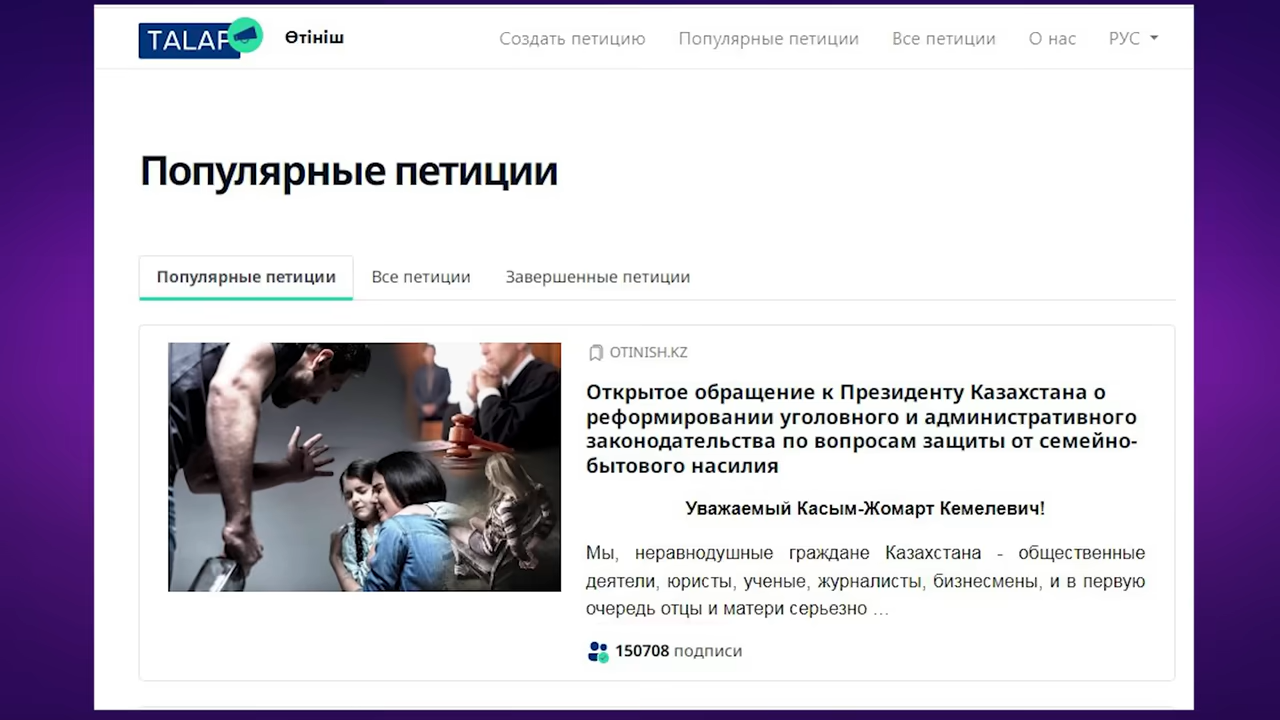 TALAP Өтініш Создать петицию Популярные петиции Все петиции О нас РУС
Популярные петиции
Популярные петиции Все петиции Завершенные петиции
OTINISH.KZ
Открытое обращение к Президенту Казахстана о
реформировании уголовного и административного
законодательства по вопросам защиты от семейно-
бытового насилия
Уважаемый Касым-Жомарт Кемелевич!
Мы, неравнодушные граждане Казахстана - общественные
деятели, юристы, ученые, журналисты, бизнесмены, и в первую
очередь отцы и матери серьезно ...
150708 подписи